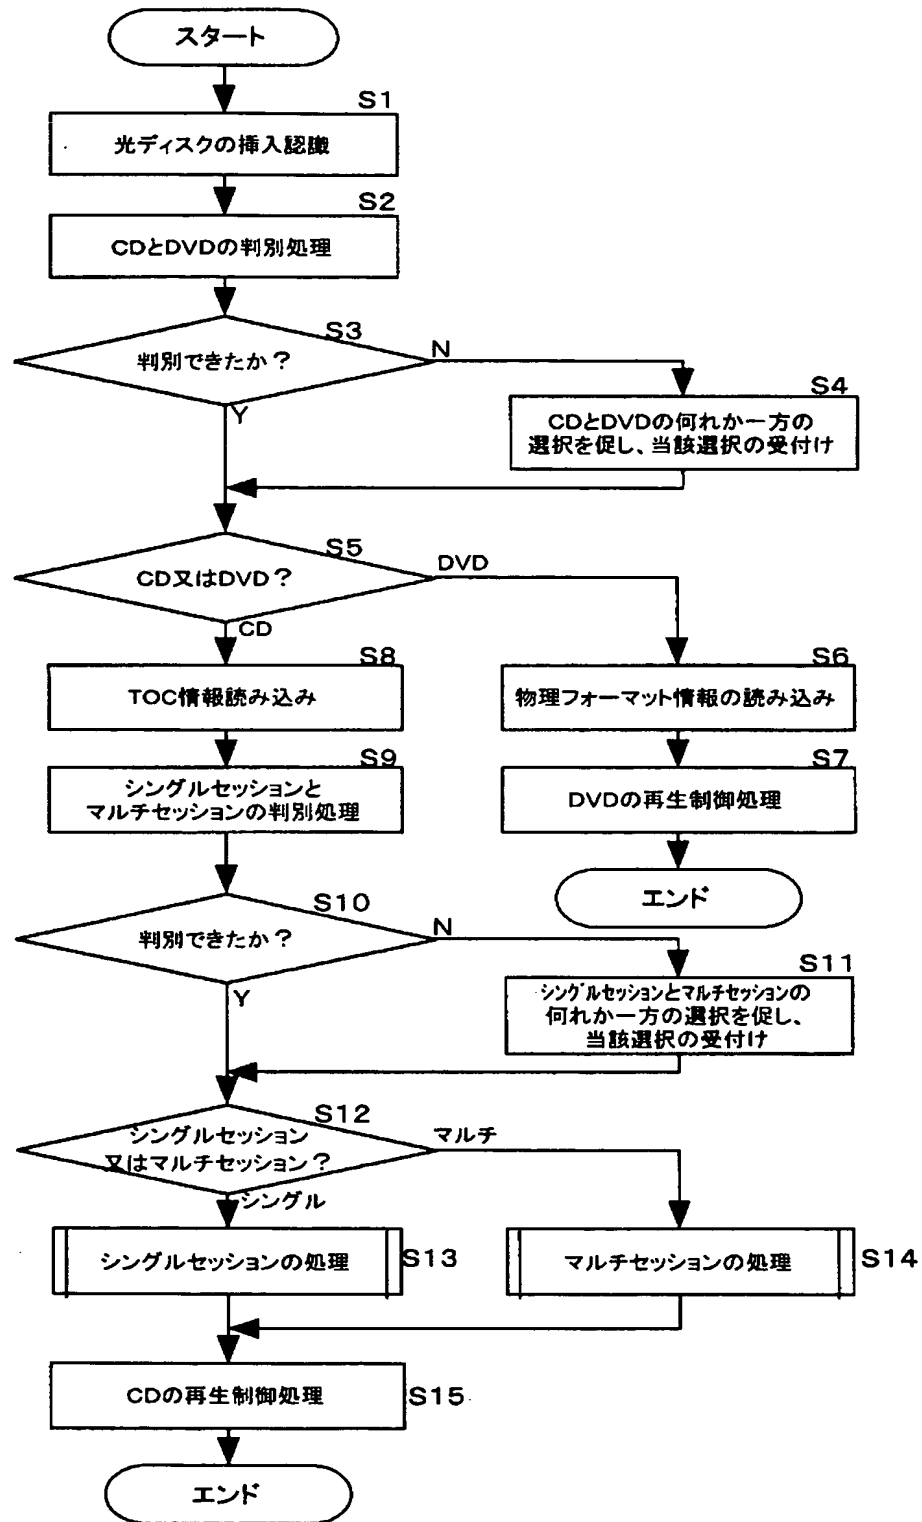 スタート
S1
光ディスクの挿入認識
S2
CDとDVDの判別処理
S3
判別できたか？
N
Y
S4
CDとDVDの何れか一方の
選択を促し、当該選択の受付け
S5
CD又はDVD？
DVD
CD
S8
TOC情報読み込み
S6
物理フォーマット情報の読み込み
S9
シングルセッションと
マルチセッションの判別処理
S7
DVDの再生制御処理
エンド
S10
判別できたか？
N
Y
S11
シングルセッションとマルチセッションの
何れか一方の選択を促し、
当該選択の受付け
S12
シングルセッション
又はマルチセッション？
マルチ
シングル
シングルセッションの処理
S13
マルチセッションの処理
S14
CDの再生制御処理
S15
エンド